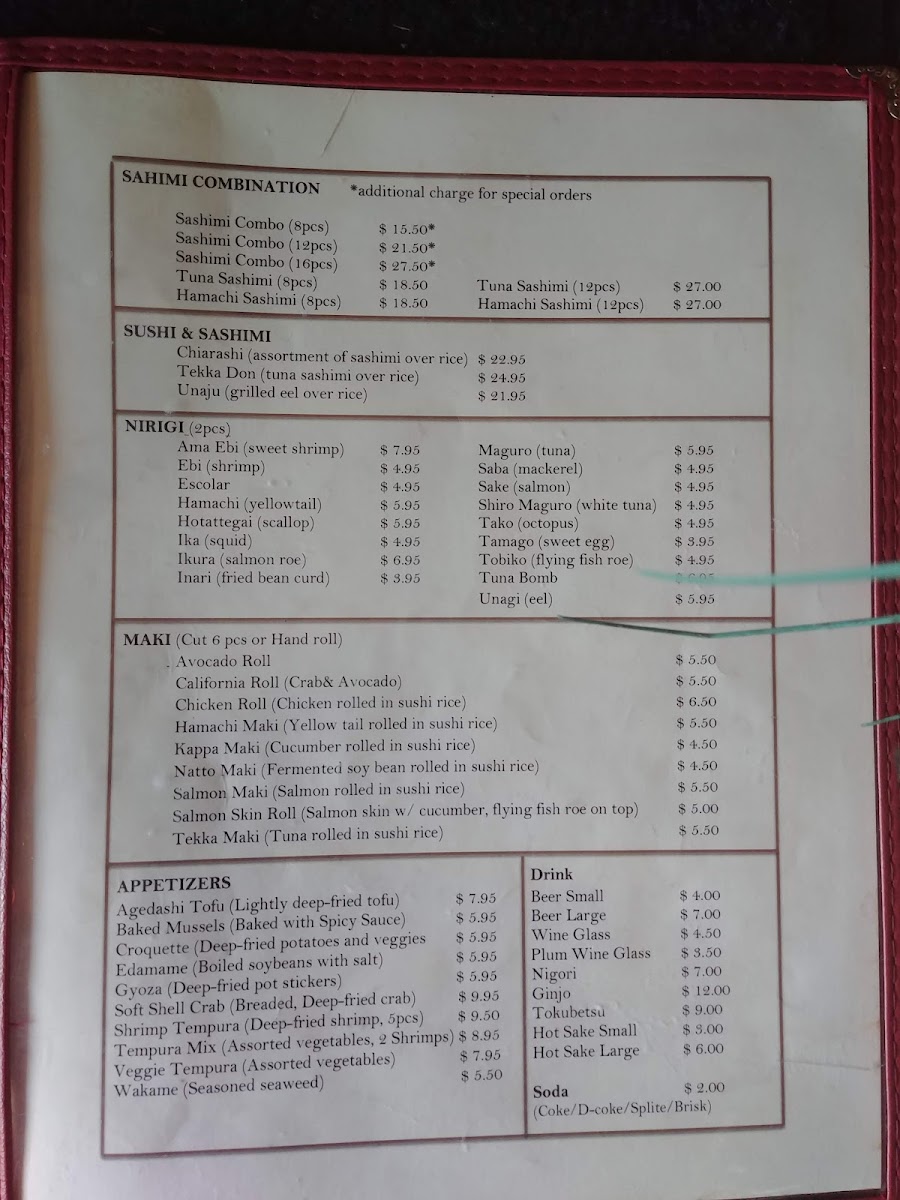 SAHIMI COMBINATION *additional charge for special orders
Sashimi Combo (8pcs) $ 15.50*
Sashimi Combo (12pcs) $ 21.50*
Sashimi Combo (16pcs) $ 27.50*
Tuna Sashimi (8pcs) $ 18.50 Tuna Sashimi (12pcs) $ 27.00
Hamachi Sashimi (8pcs) $ 18.50 Hamachi Sashimi (12pcs) $ 27.00
SUSHI & SASHIMI
Chiarashi (assortment of sashimi over rice) $ 22.95
Tekka Don (tuna sashimi over rice) $ 24.95
Unaju (grilled eel over rice) $ 21.95
NIRIGI (2pcs)
Ama Ebi (sweet shrimp) $ 7.95 Maguro (tuna) $ 5.95
Ebi (shrimp) $ 4.95 Saba (mackerel) $ 4.95
Escolar $ 4.95 Sake (salmon) $ 4.95
Hamachi (yellowtail) $ 5.95 Shiro Maguro (white tuna) $ 4.95
Hotattegai (scallop) $ 5.95 Tako (octopus) $ 4.95
Ika (squid) $ 4.95 Tamago (sweet egg) $ 3.95
Ikura (salmon roe) $ 6.95 Tobiko (flying fish roe) $ 4.95
Inari (fried bean curd) $ 3.95 Tuna Bomb
Unagi (eel) $ 5.95
MAKI (Cut 6 pcs or Hand roll)
Avocado Roll $ 5.50
California Roll (Crab& Avocado) $ 5.50
Chicken Roll (Chicken rolled in sushi rice) $ 6.50
Hamachi Maki (Yellow tail rolled in sushi rice) $ 5.50
Kappa Maki (Cucumber rolled in sushi rice) $ 4.50
Natto Maki (Fermented soy bean rolled in sushi rice) $ 4.50
Salmon Maki (Salmon rolled in sushi rice) $ 5.50
Salmon Skin Roll (Salmon skin w/ cucumber, flying fish roe on top) $ 5.00
Tekka Maki (Tuna rolled in sushi rice) $ 5.50
APPETIZERS
Agedashi Tofu (Lightly deep-fried tofu) $ 7.95
Baked Mussels (Baked with Spicy Sauce) $ 5.95
Croquette (Deep-fried potatoes and veggies $ 5.95
Edamame (Boiled soybeans with salt) $ 5.95
Gyoza (Deep-fried pot stickers) $ 5.95
Soft Shell Crab (Breaded, Deep-fried crab) $ 9.95
Shrimp Tempura (Deep-fried shrimp, 5pcs) $ 9.50
Tempura Mix (Assorted vegetables, 2 Shrimps) $ 8.95
Veggie Tempura (Assorted vegetables) $ 7.95
Wakame (Seasoned seaweed) $ 5.50
Drink
Beer Small $ 4.00
Beer Large $ 7.00
Wine Glass $ 4.50
Plum Wine Glass $ 3.50
Nigori $ 7.00
Ginjo $ 12.00
Tokubetsu $ 9.00
Hot Sake Small $ 3.00
Hot Sake Large $ 6.00
Soda $ 2.00
(Coke/D-coke/Splite/Brisk)